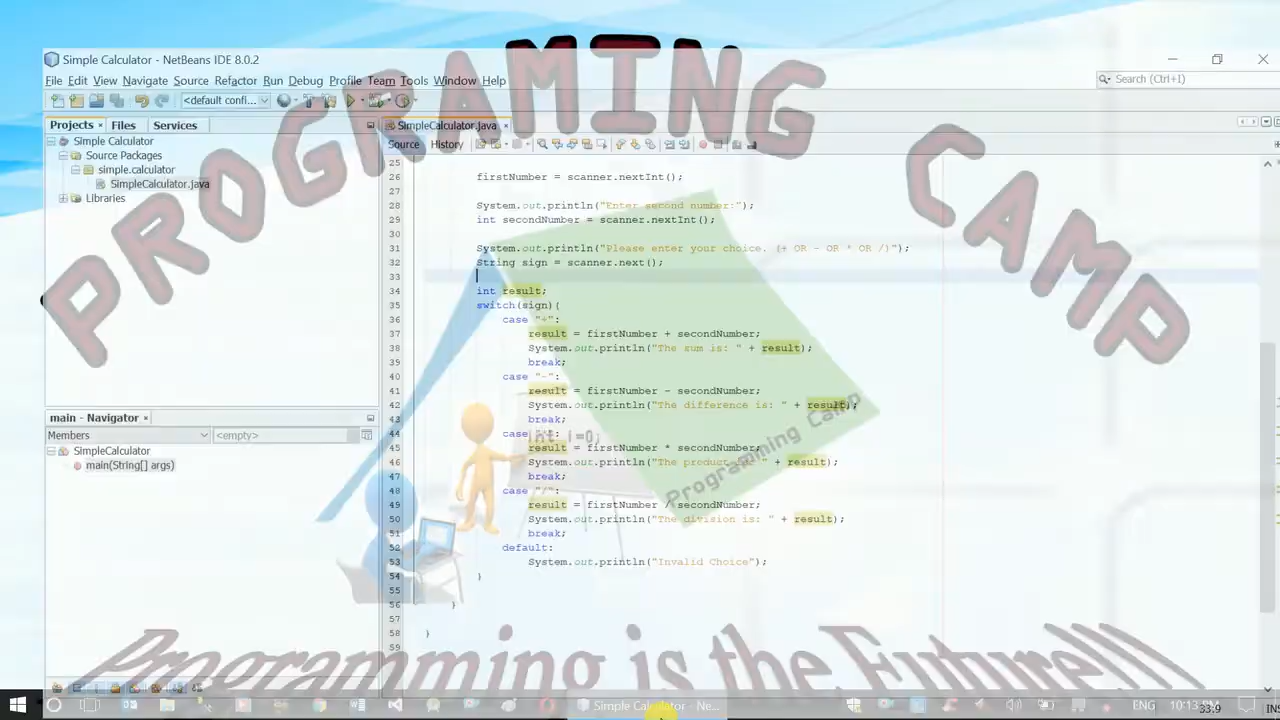 PROGRAMING CAMP
Simple Calculator - NetBeans IDE 8.0.2
File Edit View Navigate Source Refactor Run Debug Profile Team Tools Window Help
Search (Ctrl+I)
<default confi...
Projects Files Services
SimpleCalculator.java
Source History
Simple Calculator
Source Packages
simple.calculator
SimpleCalculator.java
Libraries
25
26 firstNumber = scanner.nextInt();
27
28 System.out.println("Enter second number:");
29 int secondNumber = scanner.nextInt();
30
31 System.out.println("Please enter your choice. (+ OR - OR * OR /)");
32 String sign = scanner.next();
33
34 int result;
35 switch(sign){
36 case "+":
37 result = firstNumber + secondNumber;
38 System.out.println("The sum is: " + result);
39 break;
40 case "-":
41 result = firstNumber - secondNumber;
42 System.out.println("The difference is: " + result);
43 break;
44 case
int i=0;
45 result = firstNumber * secondNumber;
46 System.out.println("The product " + result);
47 break;
48 case
49 result = firstNumber / secondNumber;
50 System.out.println("The division is: " + result);
51 break;
52 default:
53 System.out.println("Invalid Choice");
54 }
55
56 }
57
58 }
59
Programming Camp
main - Navigator
Members <empty>
SimpleCalculator
main(String[] args)
Programming is the Future!!!
Simple Calculator - Ne...
ENG 10:13 PM
33:9 INS